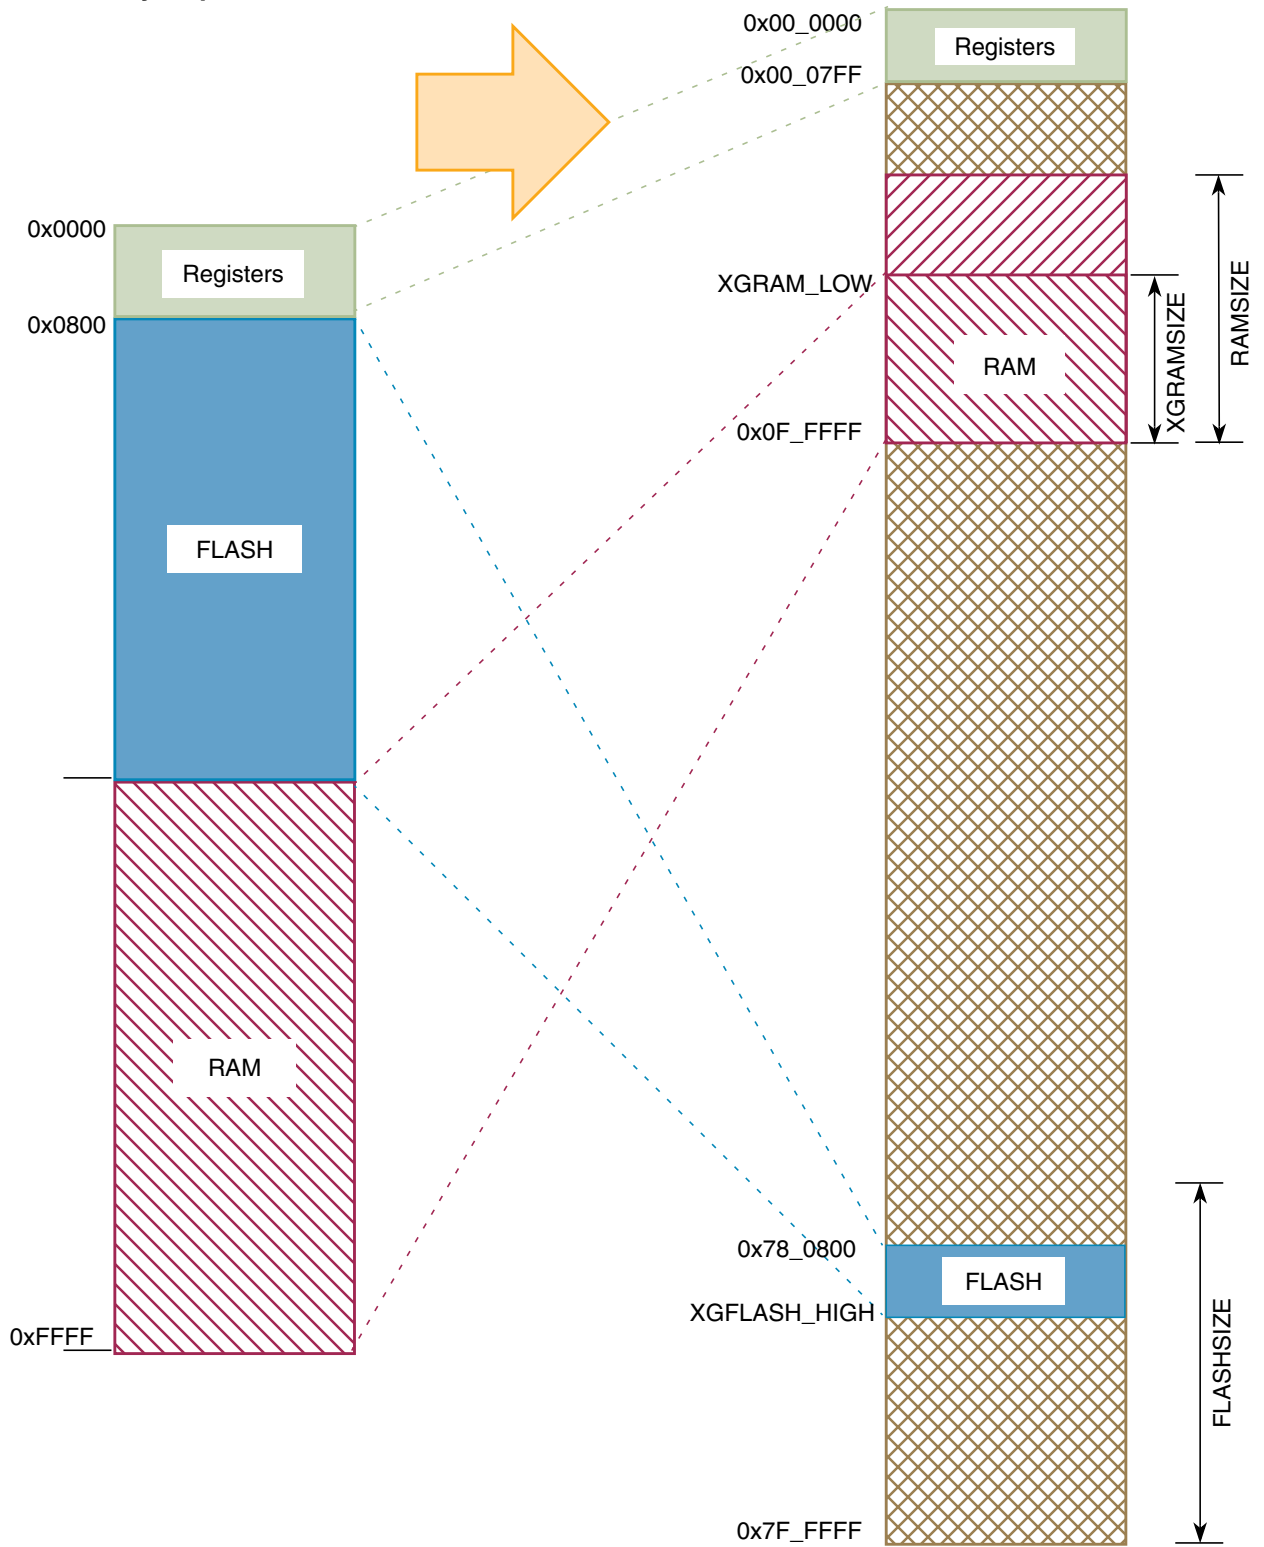 0x0000
Registers
0x0800
FLASH
RAM
0xFFFF
0x00_0000
Registers
0x00_07FF
XGRAM_LOW
RAM
0x0F_FFFF
XGRAMSIZE
RAMSIZE
0x78_0800
FLASH
XGFLASH_HIGH
FLASHSIZE
0x7F_FFFF